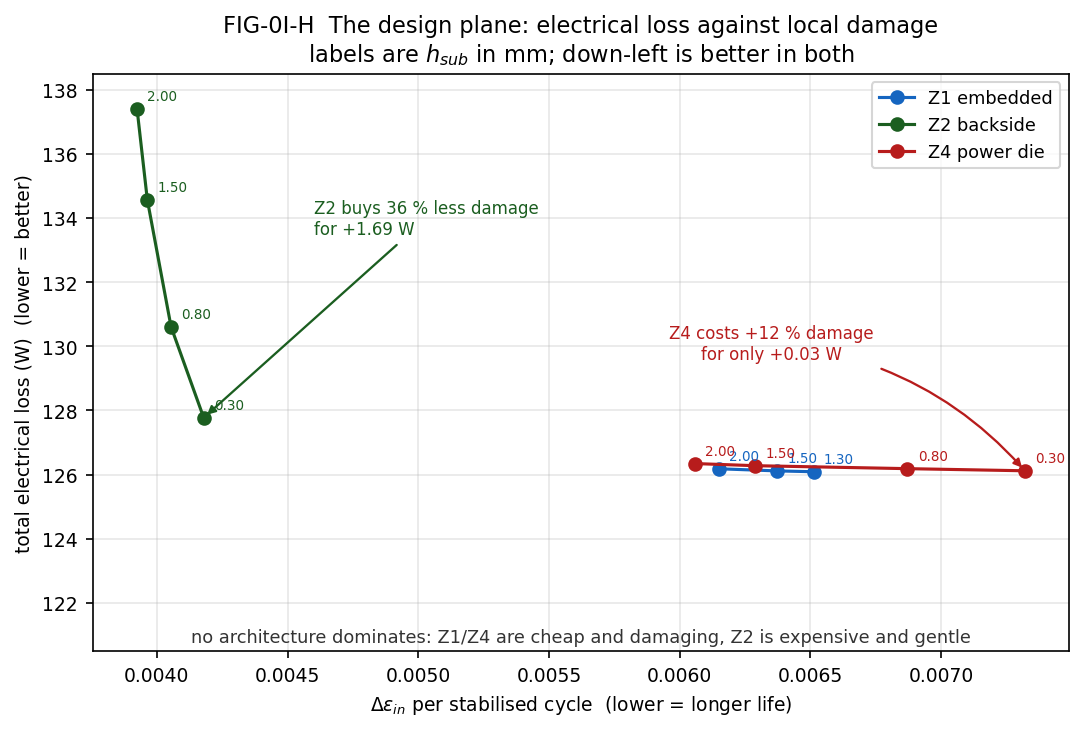 FIG-0I-H  The design plane: electrical loss against local damage
labels are h_sub in mm; down-left is better in both
total electrical loss (W)  (lower = better)
138
136
134
132
130
128
126
124
122
Z1 embedded
Z2 backside
Z4 power die
2.00
1.50
0.80
0.30
Z2 buys 36 % less damage
for +1.69 W
Z4 costs +12 % damage
for only +0.03 W
2.00
1.50
0.80
0.30
2.00
1.50
1.30
no architecture dominates: Z1/Z4 are cheap and damaging, Z2 is expensive and gentle
0.0040
0.0045
0.0050
0.0055
0.0060
0.0065
0.0070
Δε_in per stabilised cycle  (lower = longer life)